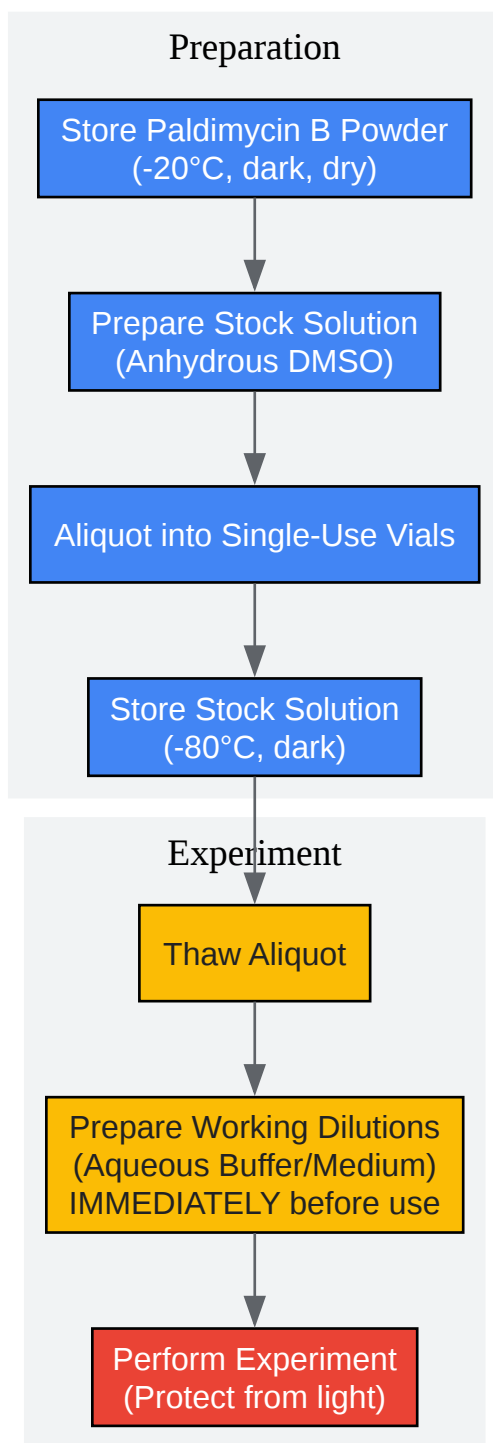 Preparation
Store Paldimycin B Powder
(-20°C, dark, dry)
Prepare Stock Solution
(Anhydrous DMSO)
Aliquot into Single-Use Vials
Store Stock Solution
(-80°C, dark)
Experiment
Thaw Aliquot
Prepare Working Dilutions
(Aqueous Buffer/Medium)
IMMEDIATELY before use
Perform Experiment
(Protect from light)